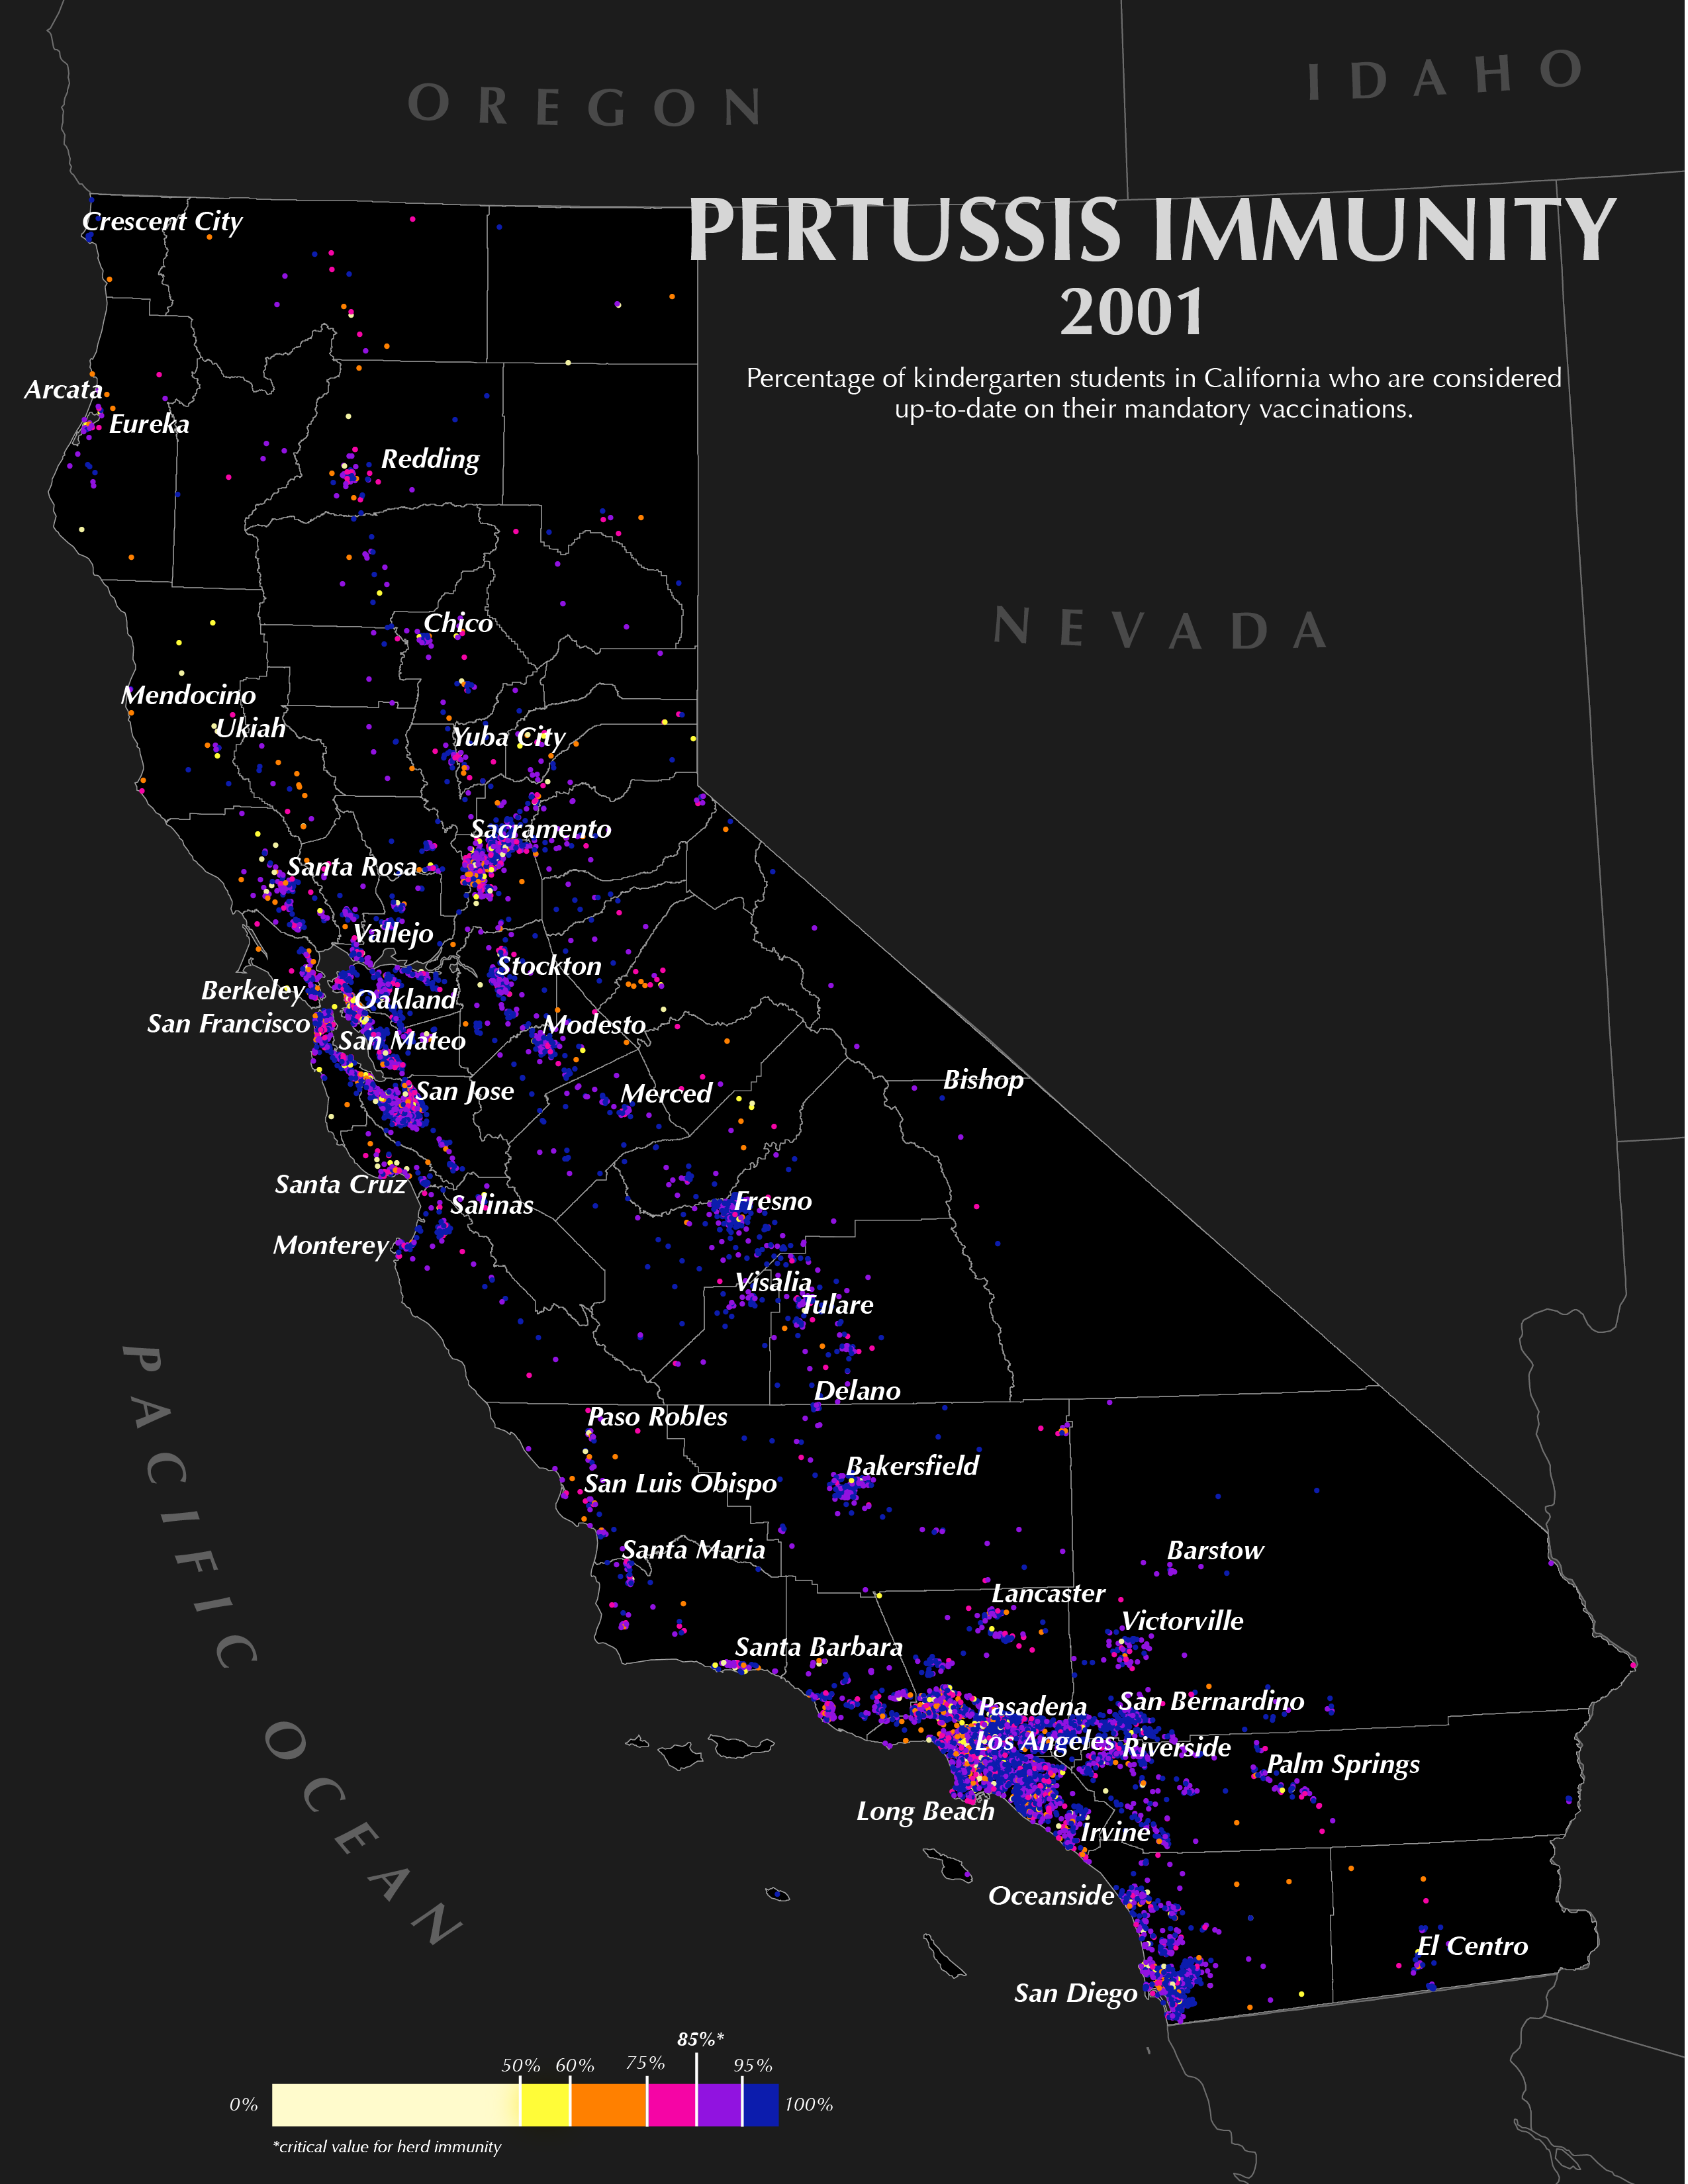 OREGON
IDAHO
PERTUSSIS IMMUNITY
2001
Percentage of kindergarten students in California who are considered
up-to-date on their mandatory vaccinations.
NEVADA
Crescent City
Arcata
Eureka
Redding
Chico
Mendocino
Ukiah
Yuba City
Sacramento
Santa Rosa
Vallejo
Stockton
Berkeley
Oakland
San Francisco
Modesto
San Mateo
Bishop
San Jose
Merced
Santa Cruz
Salinas
Fresno
Monterey
Visalia
Tulare
Delano
Paso Robles
Bakersfield
San Luis Obispo
Santa Maria
Barstow
Lancaster
Victorville
Santa Barbara
Pasadena
San Bernardino
Los Angeles
Riverside
Palm Springs
Long Beach
Irvine
Oceanside
El Centro
San Diego
PACIFIC OCEAN
85%*
50% 60% 75% 95%
0% 100%
*critical value for herd immunity